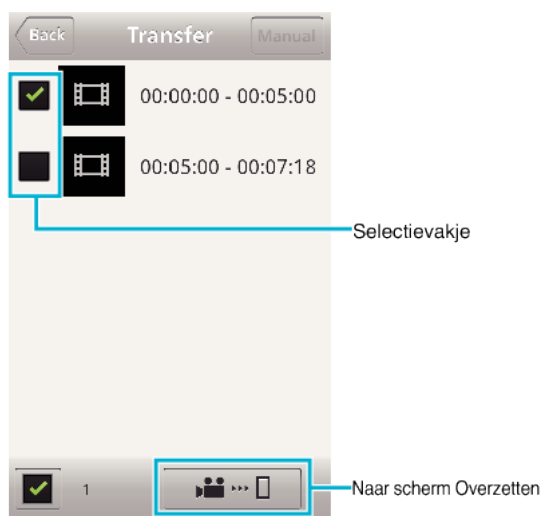 Back Transfer Manual
00:00:00 - 00:05:00
00:05:00 - 00:07:18
Selectievakje
1
Naar scherm Overzetten